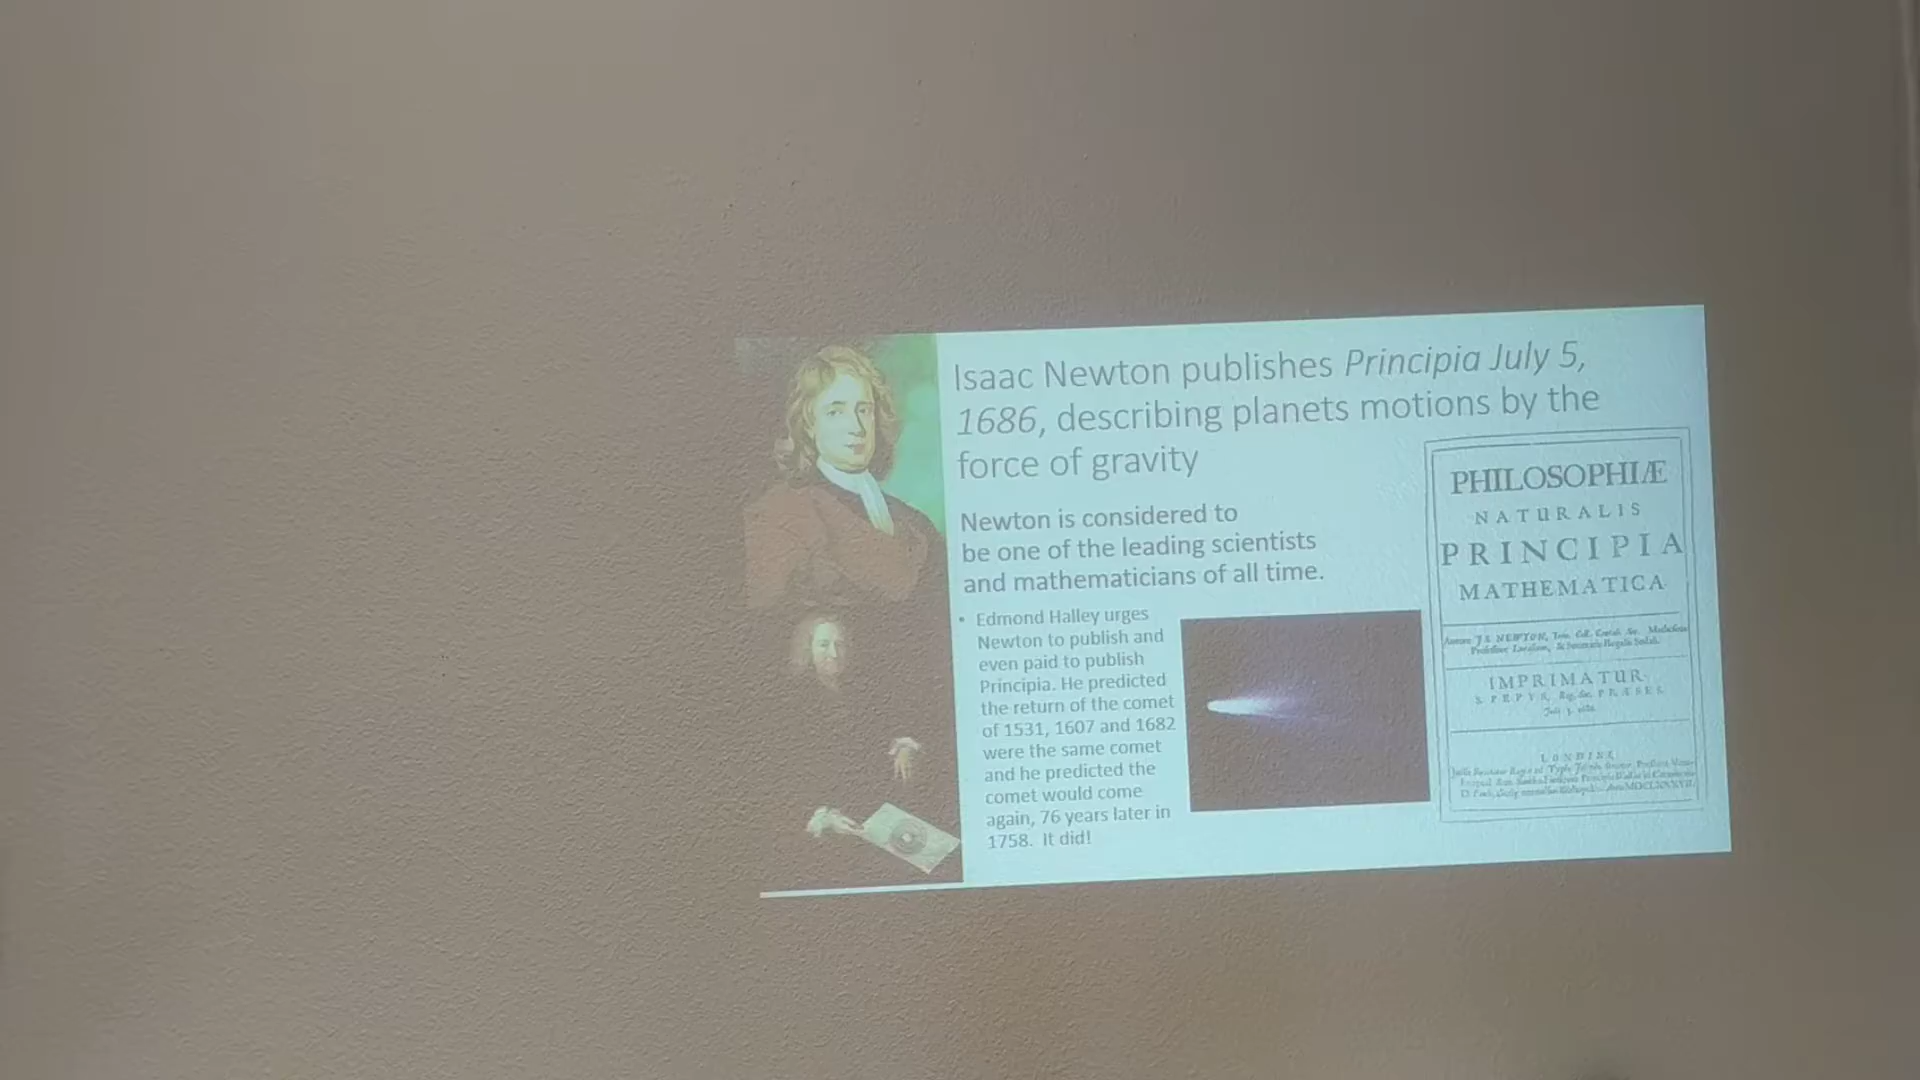 Isaac Newton publishes Principia July 5,
1686, describing planets motions by the
force of gravity
Newton is considered to
be one of the leading scientists
and mathematicians of all time.
• Edmond Halley urges
Newton to publish and
even paid to publish
Principia. He predicted
the return of the comet
of 1531, 1607 and 1682
were the same comet
and he predicted the
comet would come
again, 76 years later in
1758. It did!
PHILOSOPHIÆ
NATURALIS
PRINCIPIA
MATHEMATICA
NEWTON,
IMPRIMATUR
S. PEPYS, PRÆSES
LONDINI,